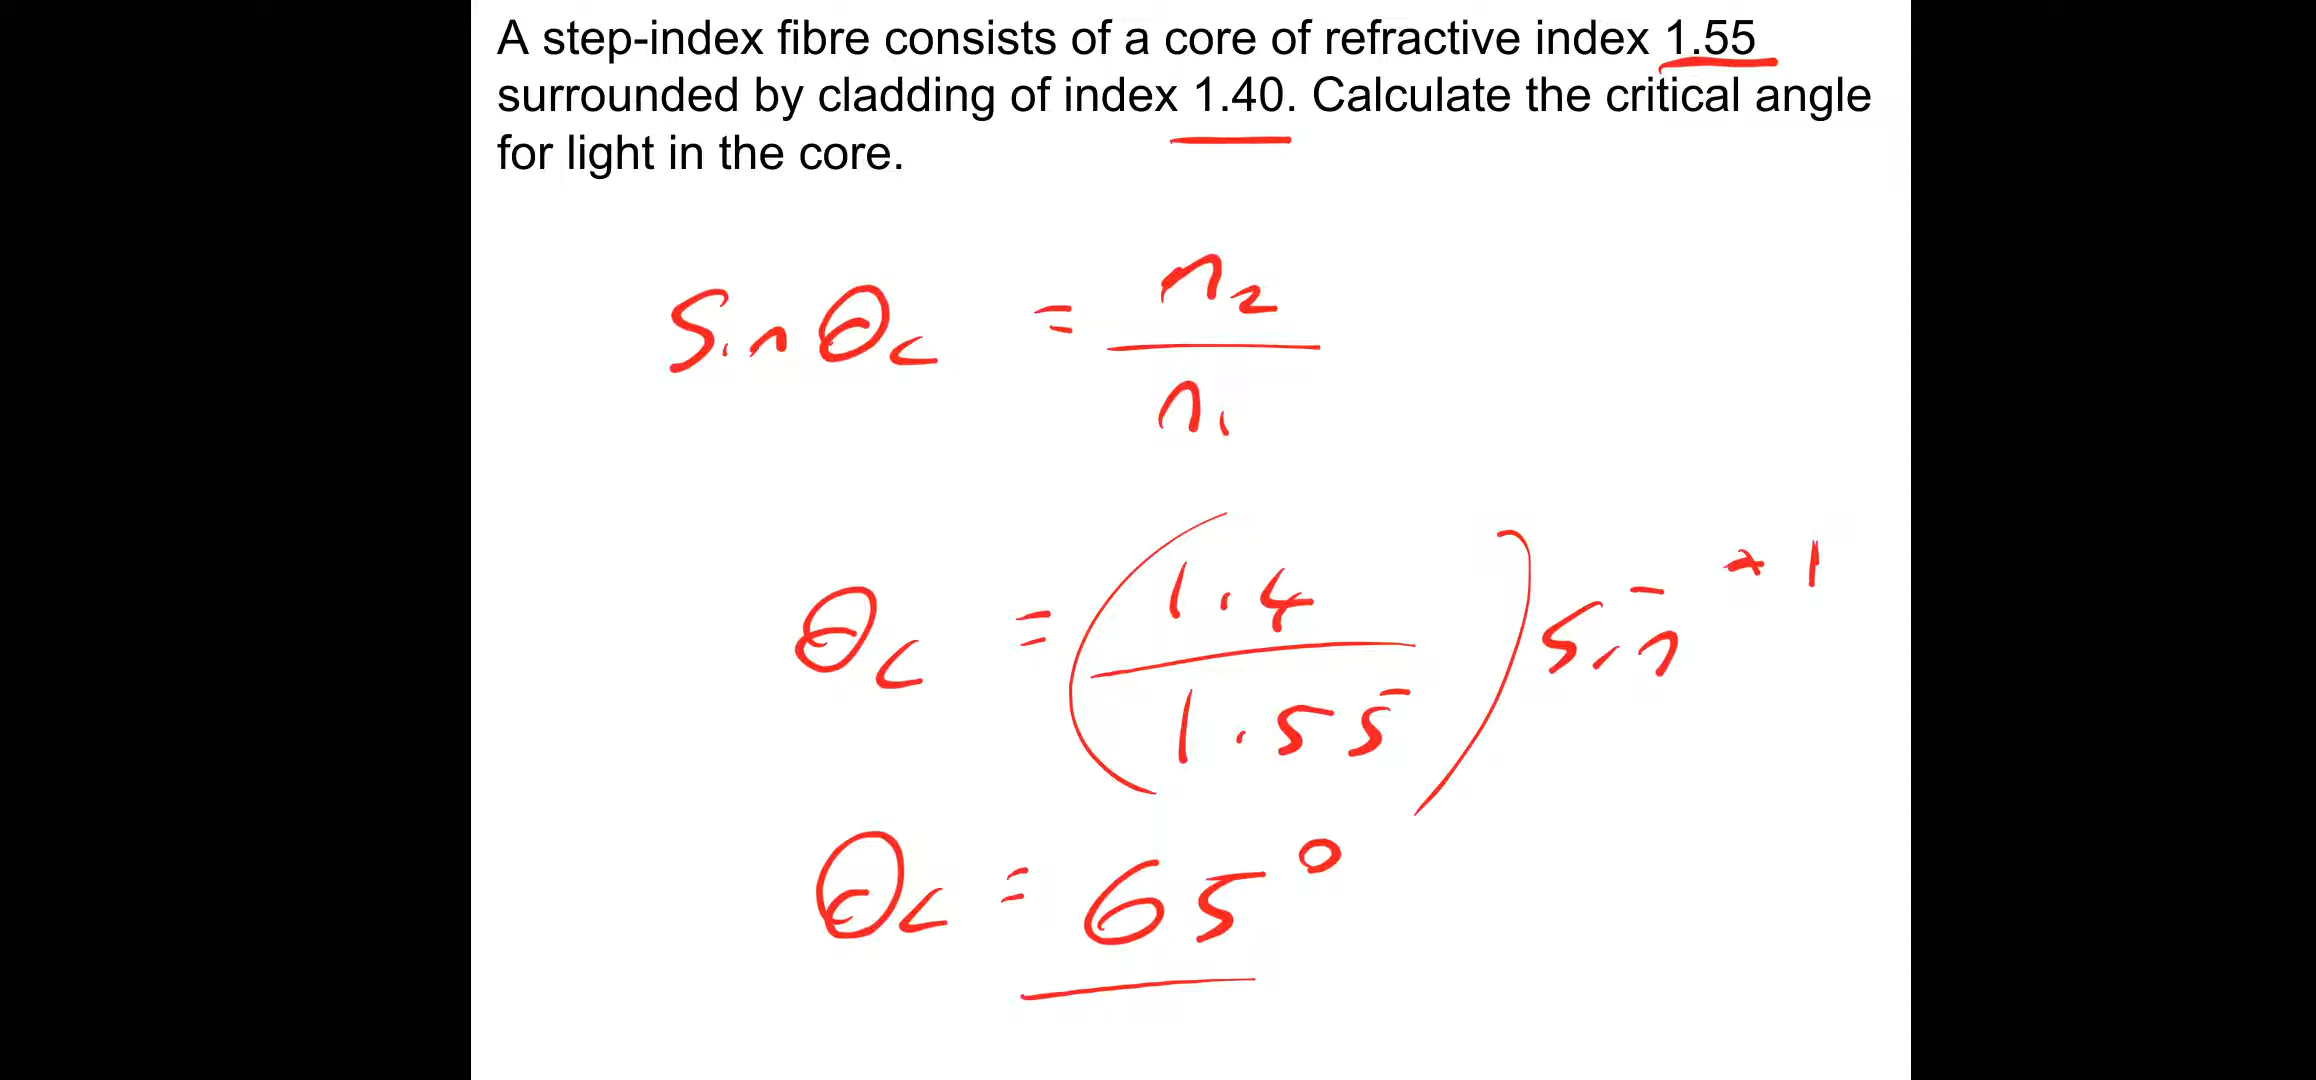 A step-index fibre consists of a core of refractive index 1.55
surrounded by cladding of index 1.40. Calculate the critical angle
for light in the core.
Sin θc = n2 / n1
θc = (1.4 / 1.55) sin -1
θc = 65°